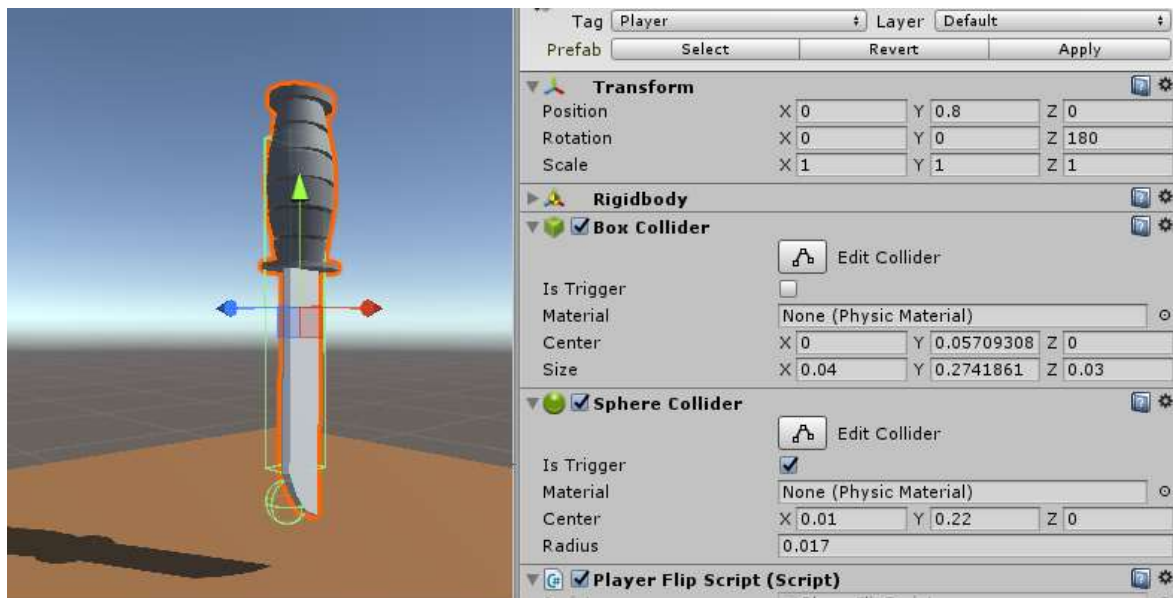 Tag Player Layer Default
Prefab Select Revert Apply
Transform
Position X 0 Y 0.8 Z 0
Rotation X 0 Y 0 Z 180
Scale X 1 Y 1 Z 1
Rigidbody
Box Collider
Edit Collider
Is Trigger
Material None (Physic Material)
Center X 0 Y 0.05709308 Z 0
Size X 0.04 Y 0.2741861 Z 0.03
Sphere Collider
Edit Collider
Is Trigger
Material None (Physic Material)
Center X 0.01 Y 0.22 Z 0
Radius 0.017
C# Player Flip Script (Script)